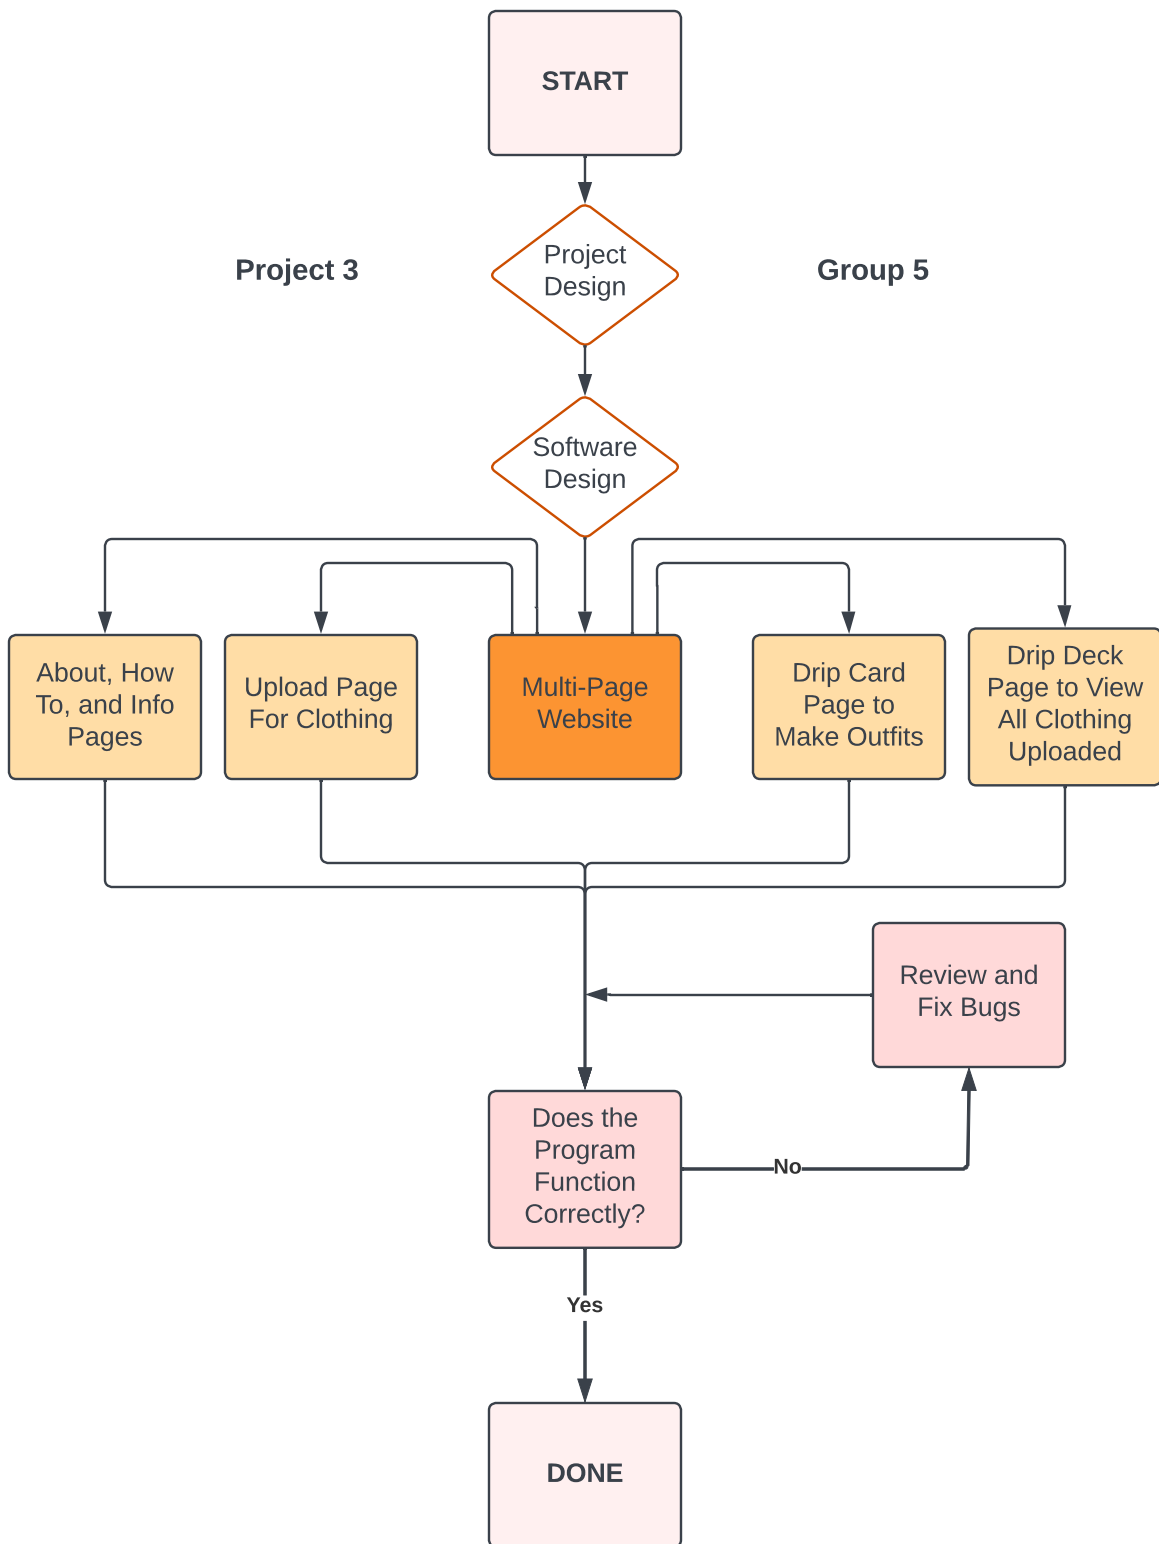 START
Project
Design
Project 3
Group 5
Software
Design
About, How
To, and Info
Pages
Upload Page
For Clothing
Multi-Page
Website
Drip Card
Page to
Make Outfits
Drip Deck
Page to View
All Clothing
Uploaded
Review and
Fix Bugs
Does the
Program
Function
Correctly?
No
Yes
DONE